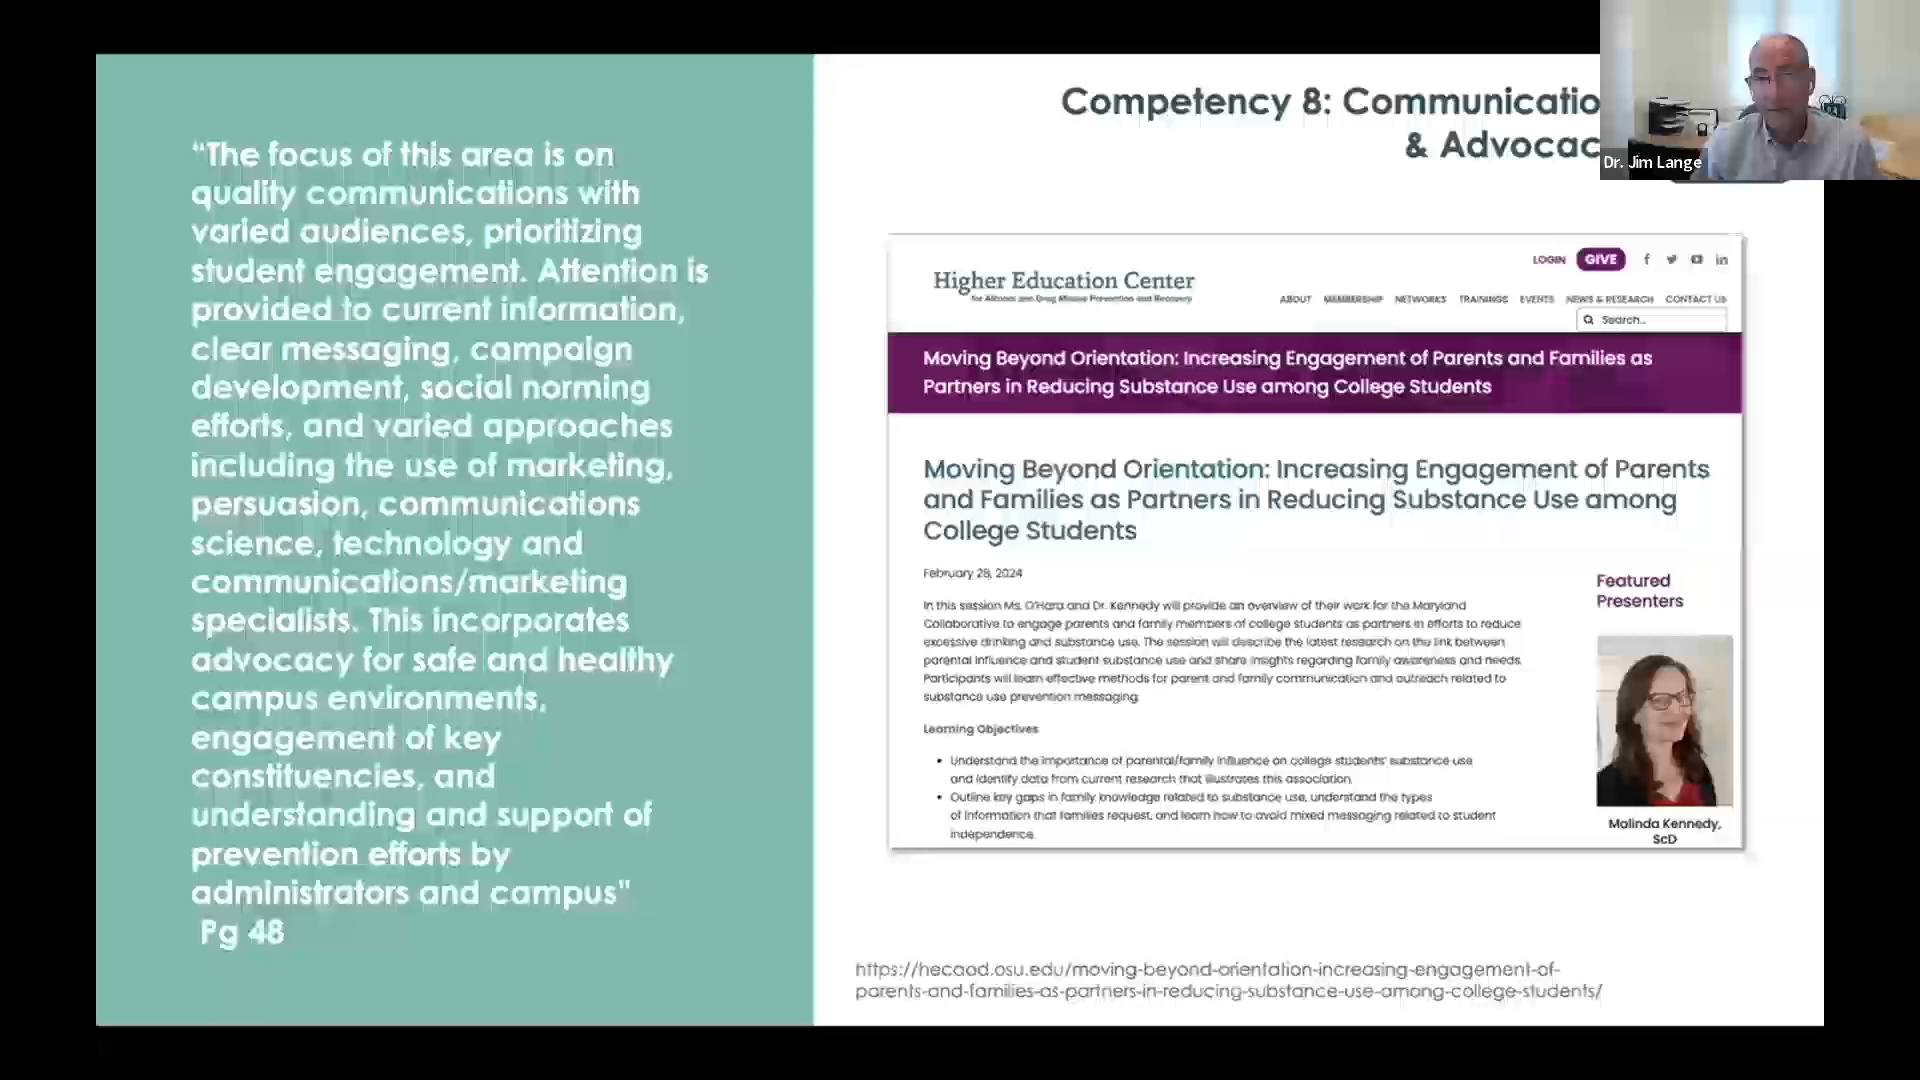 “The focus of this area is on
quality communications with
varied audiences, prioritizing
student engagement. Attention is
provided to current information,
clear messaging, campaign
development, social norming
efforts, and varied approaches
including the use of marketing,
persuasion, communications
science, technology and
communications/marketing
specialists. This incorporates
advocacy for safe and healthy
campus environments,
engagement of key
constituencies, and
understanding and support of
prevention efforts by
administrators and campus"
Pg 48
Competency 8: Communicatio
& Advocac
Dr. Jim Lange
LOGIN GIVE
Higher Education Center
for Alcohol and Drug Misuse Prevention and Recovery
ABOUT MEMBERSHIP NETWORKS TRAININGS EVENTS NEWS & RESEARCH CONTACT US
Search...
Moving Beyond Orientation: Increasing Engagement of Parents and Families as
Partners in Reducing Substance Use among College Students
Moving Beyond Orientation: Increasing Engagement of Parents
and Families as Partners in Reducing Substance Use among
College Students
February 28, 2024
In this session Ms. O'Hara and Dr. Kennedy will provide an overview of their work for the Maryland
Collaborative to engage parents and family members of college students as partners in efforts to reduce
excessive drinking and substance use. The session will describe the latest research on the link between
parental influence and student substance use and share insights regarding family awareness and needs.
Participants will learn effective methods for parent and family communication and outreach related to
substance use prevention messaging.
Learning Objectives
• Understand the importance of parental/family influence on college students' substance use
and identify data from current research that illustrates this association.
• Outline key gaps in family knowledge related to substance use, understand the types
of information that families request, and learn how to avoid mixed messaging related to student
independence.
Featured
Presenters
Malinda Kennedy,
ScD
https://hecaod.osu.edu/moving-beyond-orientation-increasing-engagement-of-
parents-and-families-as-partners-in-reducing-substance-use-among-college-students/